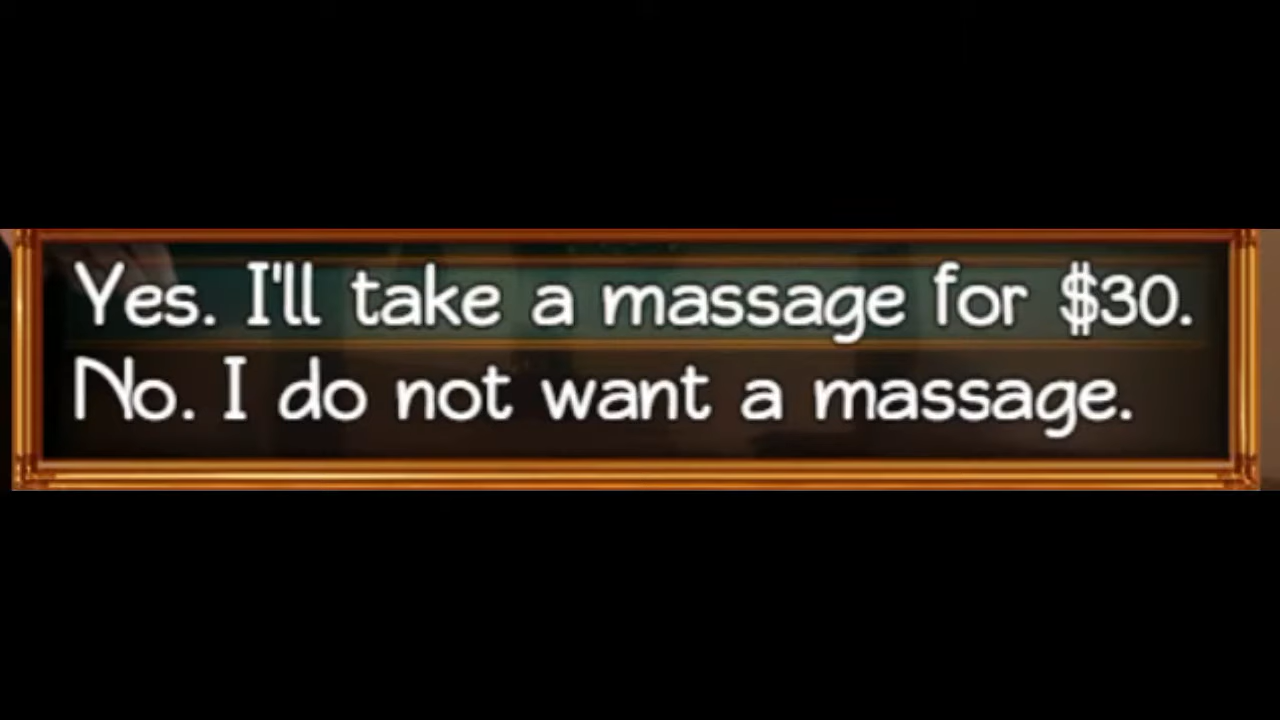 Yes. I'll take a massage for $30.
No. I do not want a massage.